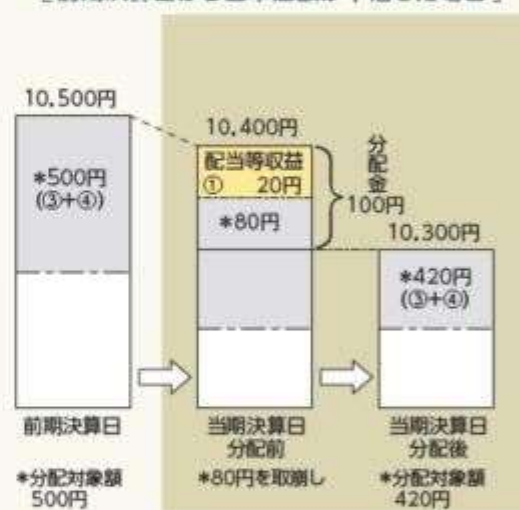 10,500円
*500円
(③+④)
前期決算日
*分配対象額
500円
10,400円
配当等収益
① 20円
*80円
分配金
100円
当期決算日
分配前
*80円を取崩し
10,300円
*420円
(③+④)
当期決算日
分配後
*分配対象額
420円